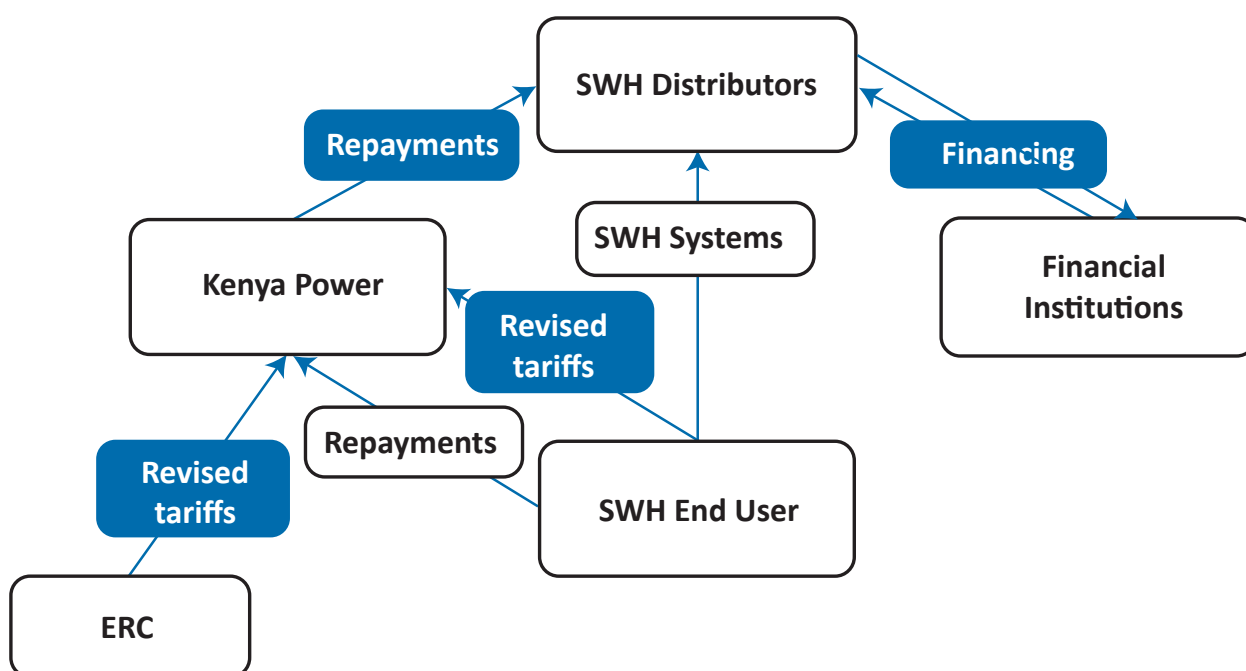 SWH Distributors
Repayments
Financing
SWH Systems
Kenya Power
Financial
Institutions
Revised
tariffs
Repayments
Revised
tariffs
SWH End User
ERC